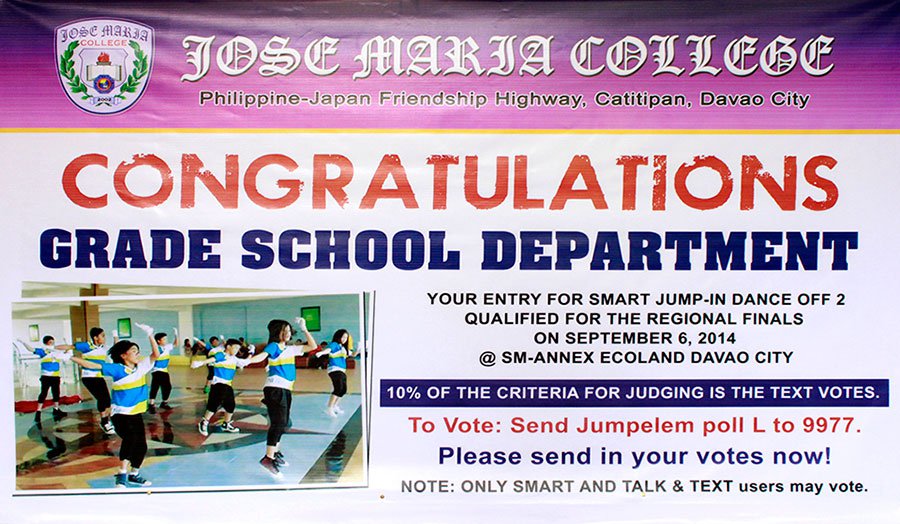 JOSE MARIA
COLLEGE
2002
JOSE MARIA COLLEGE
Philippine-Japan Friendship Highway, Catitipan, Davao City
CONGRATULATIONS
GRADE SCHOOL DEPARTMENT
YOUR ENTRY FOR SMART JUMP-IN DANCE OFF 2
QUALIFIED FOR THE REGIONAL FINALS
ON SEPTEMBER 6, 2014
@ SM-ANNEX ECOLAND DAVAO CITY
10% OF THE CRITERIA FOR JUDGING IS THE TEXT VOTES.
To Vote: Send Jumpelem poll L to 9977.
Please send in your votes now!
NOTE: ONLY SMART AND TALK & TEXT users may vote.